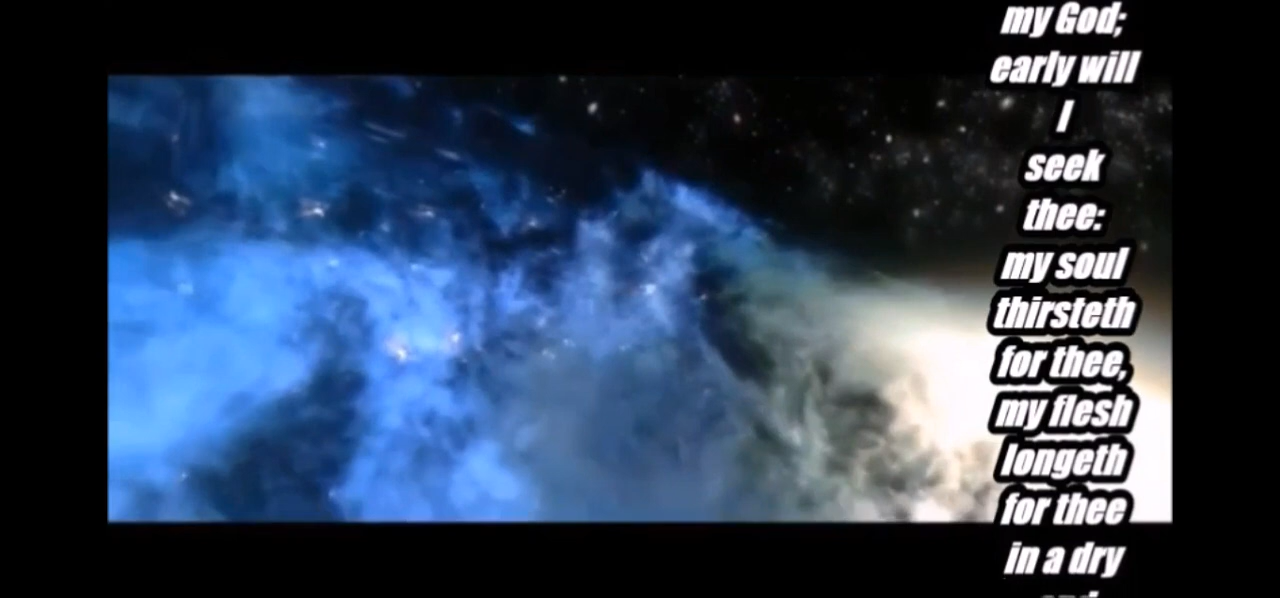 my God;
early will
I
seek
thee:
my soul
thirsteth
for thee,
my flesh
longeth
for thee
in a dry